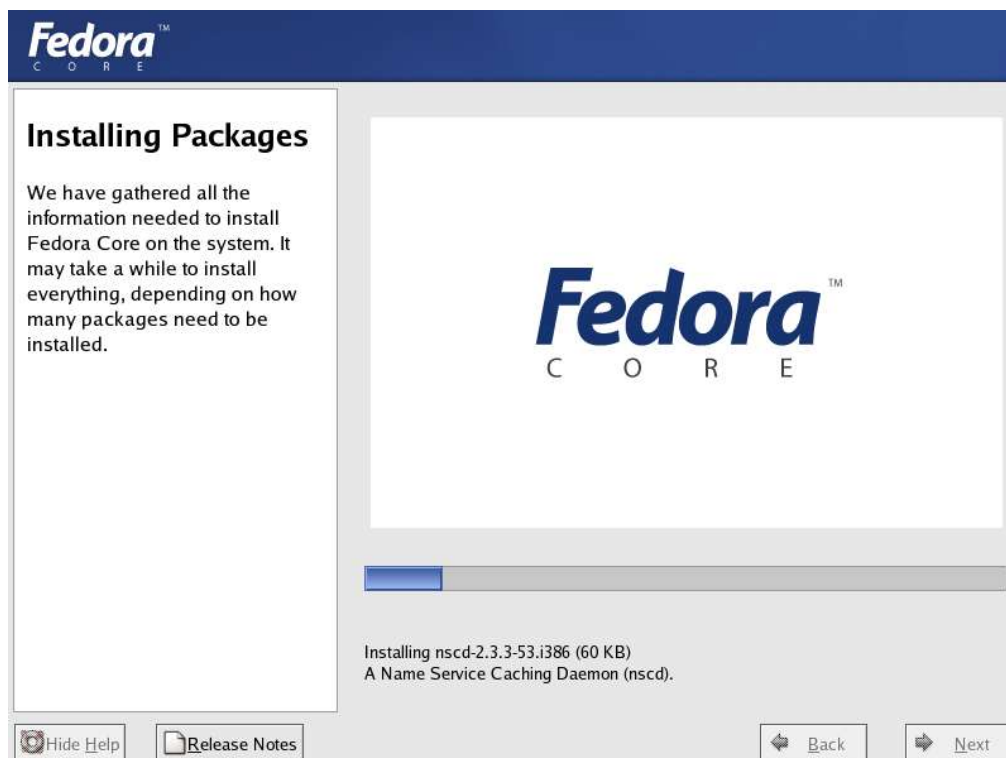 Fedora™
CORE
Installing Packages
We have gathered all the
information needed to install
Fedora Core on the system. It
may take a while to install
everything, depending on how
many packages need to be
installed.
Fedora™
CORE
Installing nscd-2.3.3-53.i386 (60 KB)
A Name Service Caching Daemon (nscd).
Hide Help
Release Notes
Back
Next